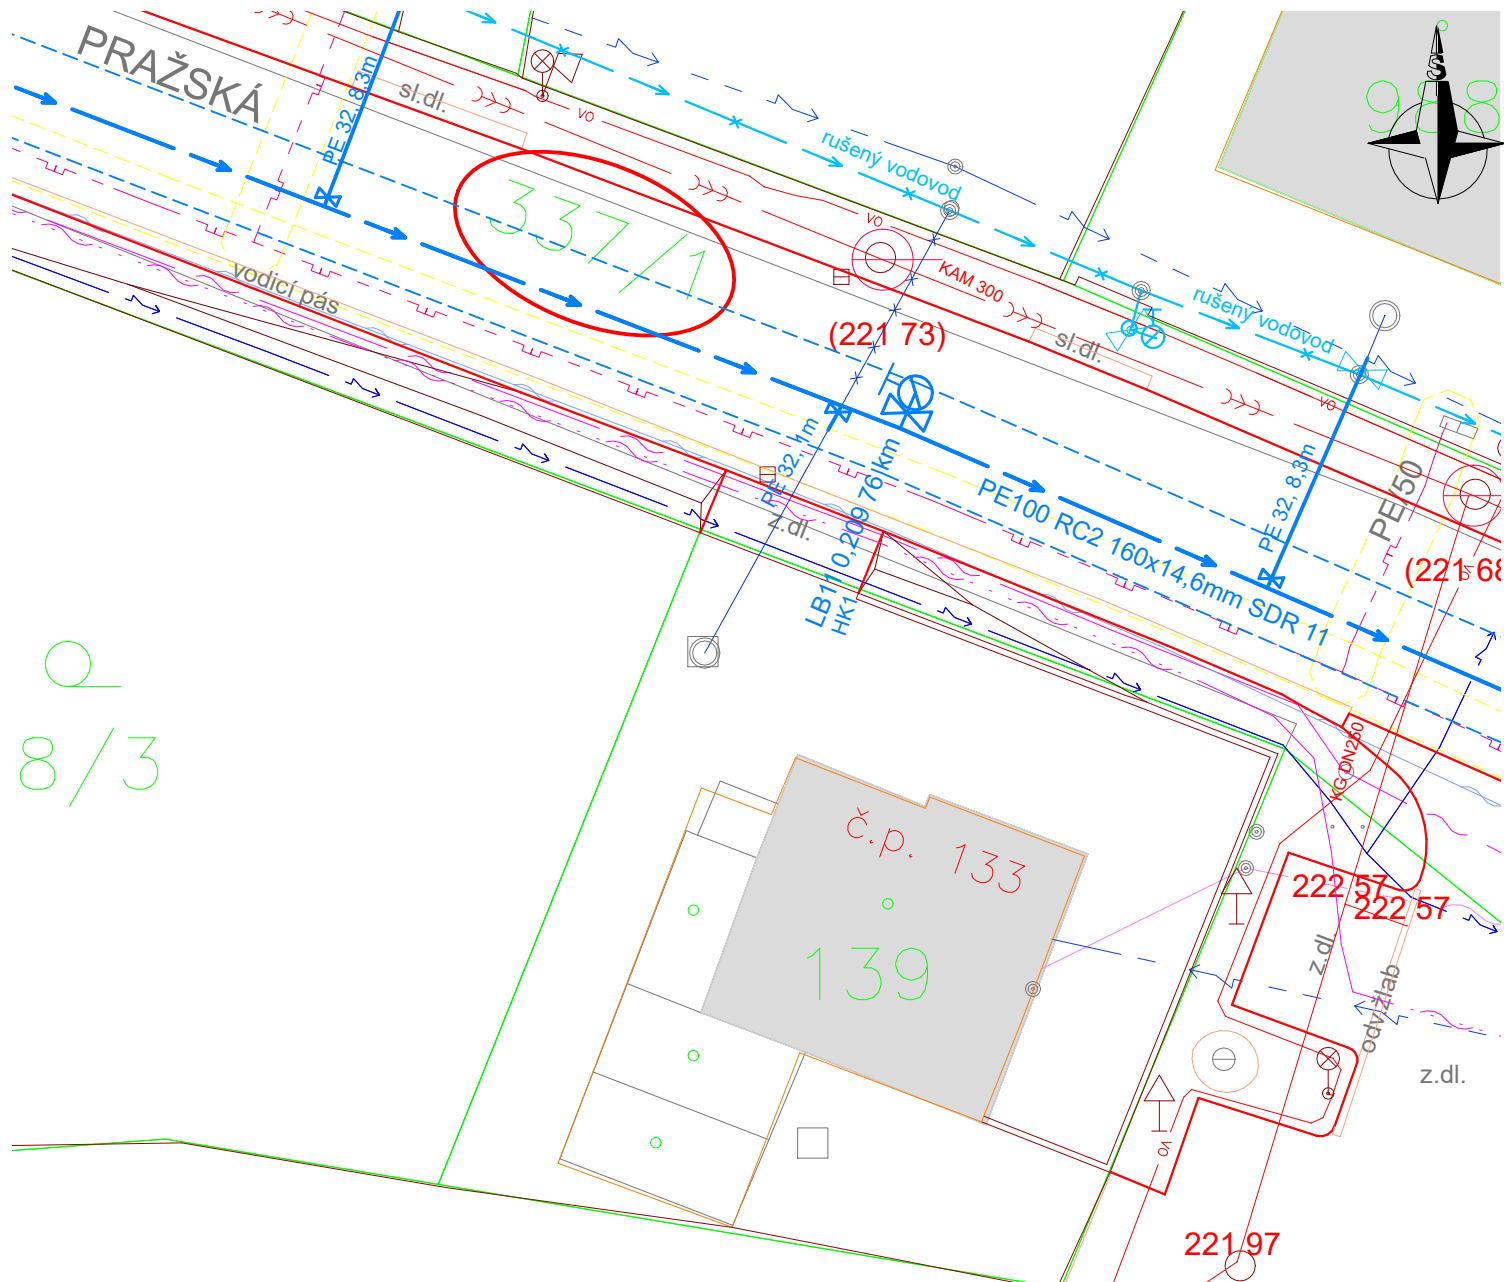 PRAŽSKÁ
PE 32, 8,3m
sl.dl.
VO
rušený vodovod
S
337/1
VO
KAM 300
vodicí pás
(221 73)
sl.dl.
rušený vodovod
VO
PE 32, 1m
z.dl.
LB11 0,209 76 km
HK1
PE100 RC2 160x14,6mm SDR 11
PE 32, 8,3m
PE/50
(221 68
8/3
KG DN250
č.p. 133
139
222 57
222 57
z.dl.
odv.žlab
z.dl.
VO
221 97